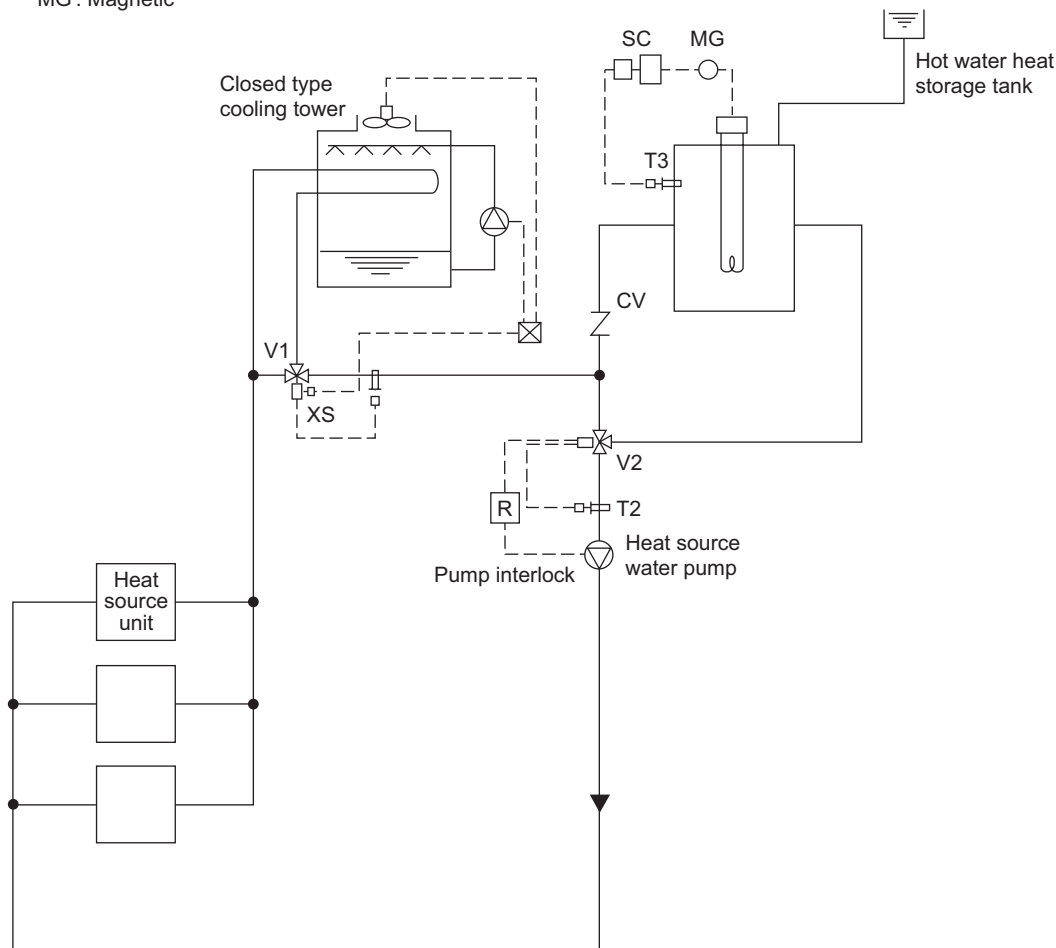 MG : Magnetic
SC
MG
Hot water heat
storage tank
Closed type
cooling tower
T3
CV
V1
XS
V2
R
T2
Heat source
water pump
Pump interlock
Heat
source
unit